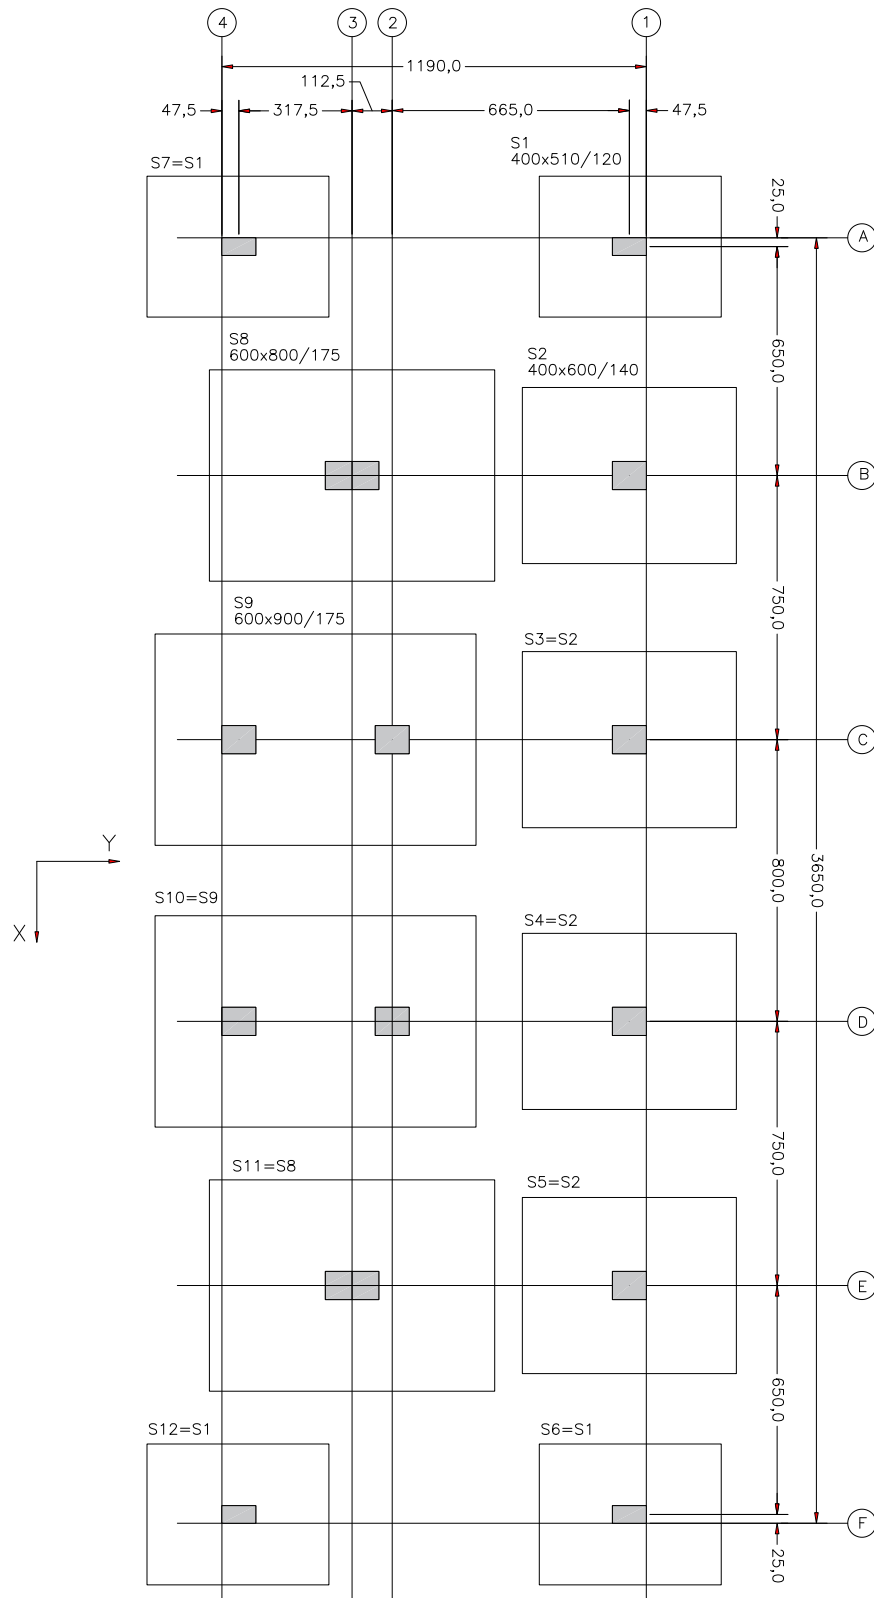 4
3
2
1
1190,0
112,5
47,5
317,5
665,0
47,5
S7=S1
S1
400x510/120
25,0
A
S8
600x800/175
S2
400x600/140
650,0
B
S9
600x900/175
S3=S2
750,0
C
Y
X
S10=S9
S4=S2
800,0
3650,0
D
S11=S8
S5=S2
750,0
E
S12=S1
S6=S1
650,0
F
25,0